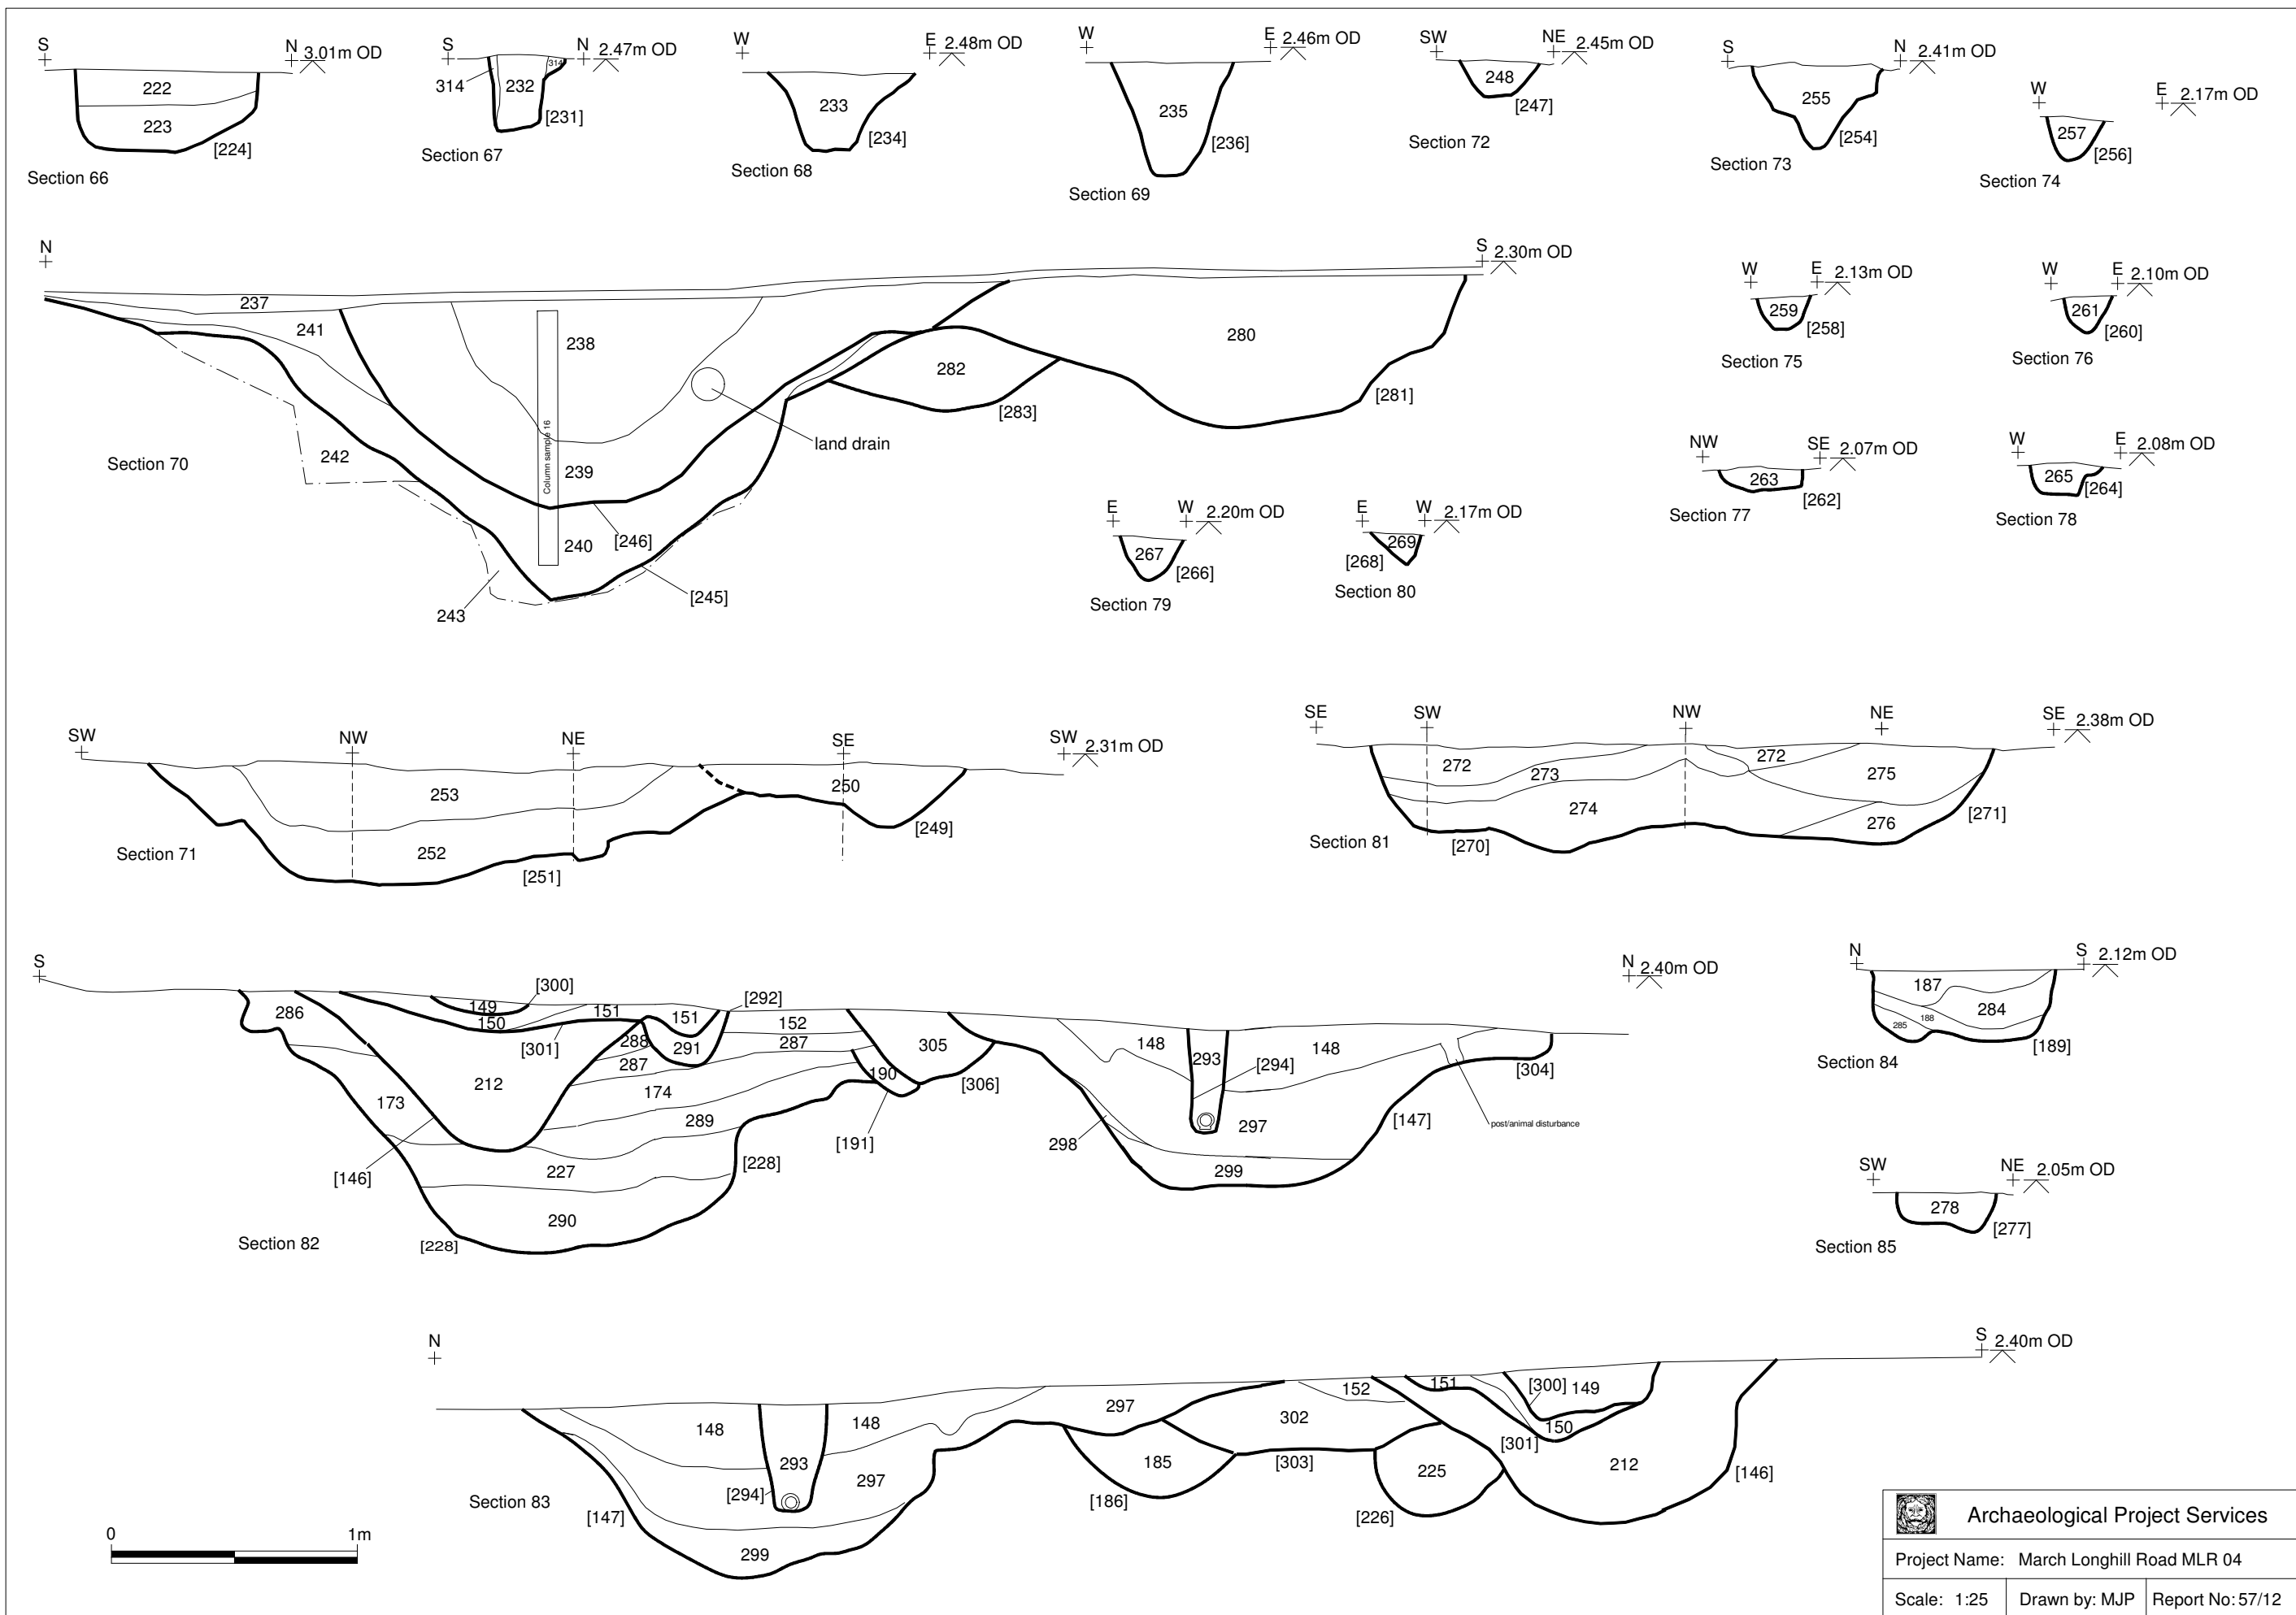 S
N 3.01m OD
222
223
[224]
Section 66
S
N 2.47m OD
314
232
314
[231]
Section 67
W
E 2.48m OD
233
[234]
Section 68
W
E 2.46m OD
235
[236]
Section 69
SW
NE 2.45m OD
248
[247]
Section 72
S
N 2.41m OD
255
[254]
Section 73
W
E 2.17m OD
257
[256]
Section 74
N
S 2.30m OD
237
241
238
280
282
[283]
[281]
land drain
Column sample 16
242
239
[246]
240
[245]
243
Section 70
W
E 2.13m OD
259
[258]
Section 75
W
E 2.10m OD
261
[260]
Section 76
NW
SE 2.07m OD
263
[262]
Section 77
W
E 2.08m OD
265
[264]
Section 78
E
W 2.20m OD
267
[266]
Section 79
E
W 2.17m OD
269
[268]
Section 80
SW
NW
NE
SE
SW 2.31m OD
253
250
[249]
252
[251]
Section 71
SE
SW
NW
NE
SE 2.38m OD
272
273
272
275
274
276
[271]
[270]
Section 81
S
N 2.40m OD
[300]
149
150
151
[301]
286
151
[292]
152
288
291
287
287
305
190
[306]
212
173
174
289
[191]
[146]
227
[228]
290
[228]
Section 82
148
293
148
[294]
[304]
[147]
post/animal disturbance
297
298
299
N
S 2.12m OD
187
188
284
285
[189]
Section 84
SW
NE 2.05m OD
278
[277]
Section 85
N
S 2.40m OD
148
148
293
[294]
297
297
302
152
151
[300] 149
150
[301]
185
[303]
225
212
[146]
[186]
[226]
[147]
299
Section 83
0
1m
Archaeological Project Services
Project Name: March Longhill Road MLR 04
Scale: 1:25
Drawn by: MJP
Report No: 57/12